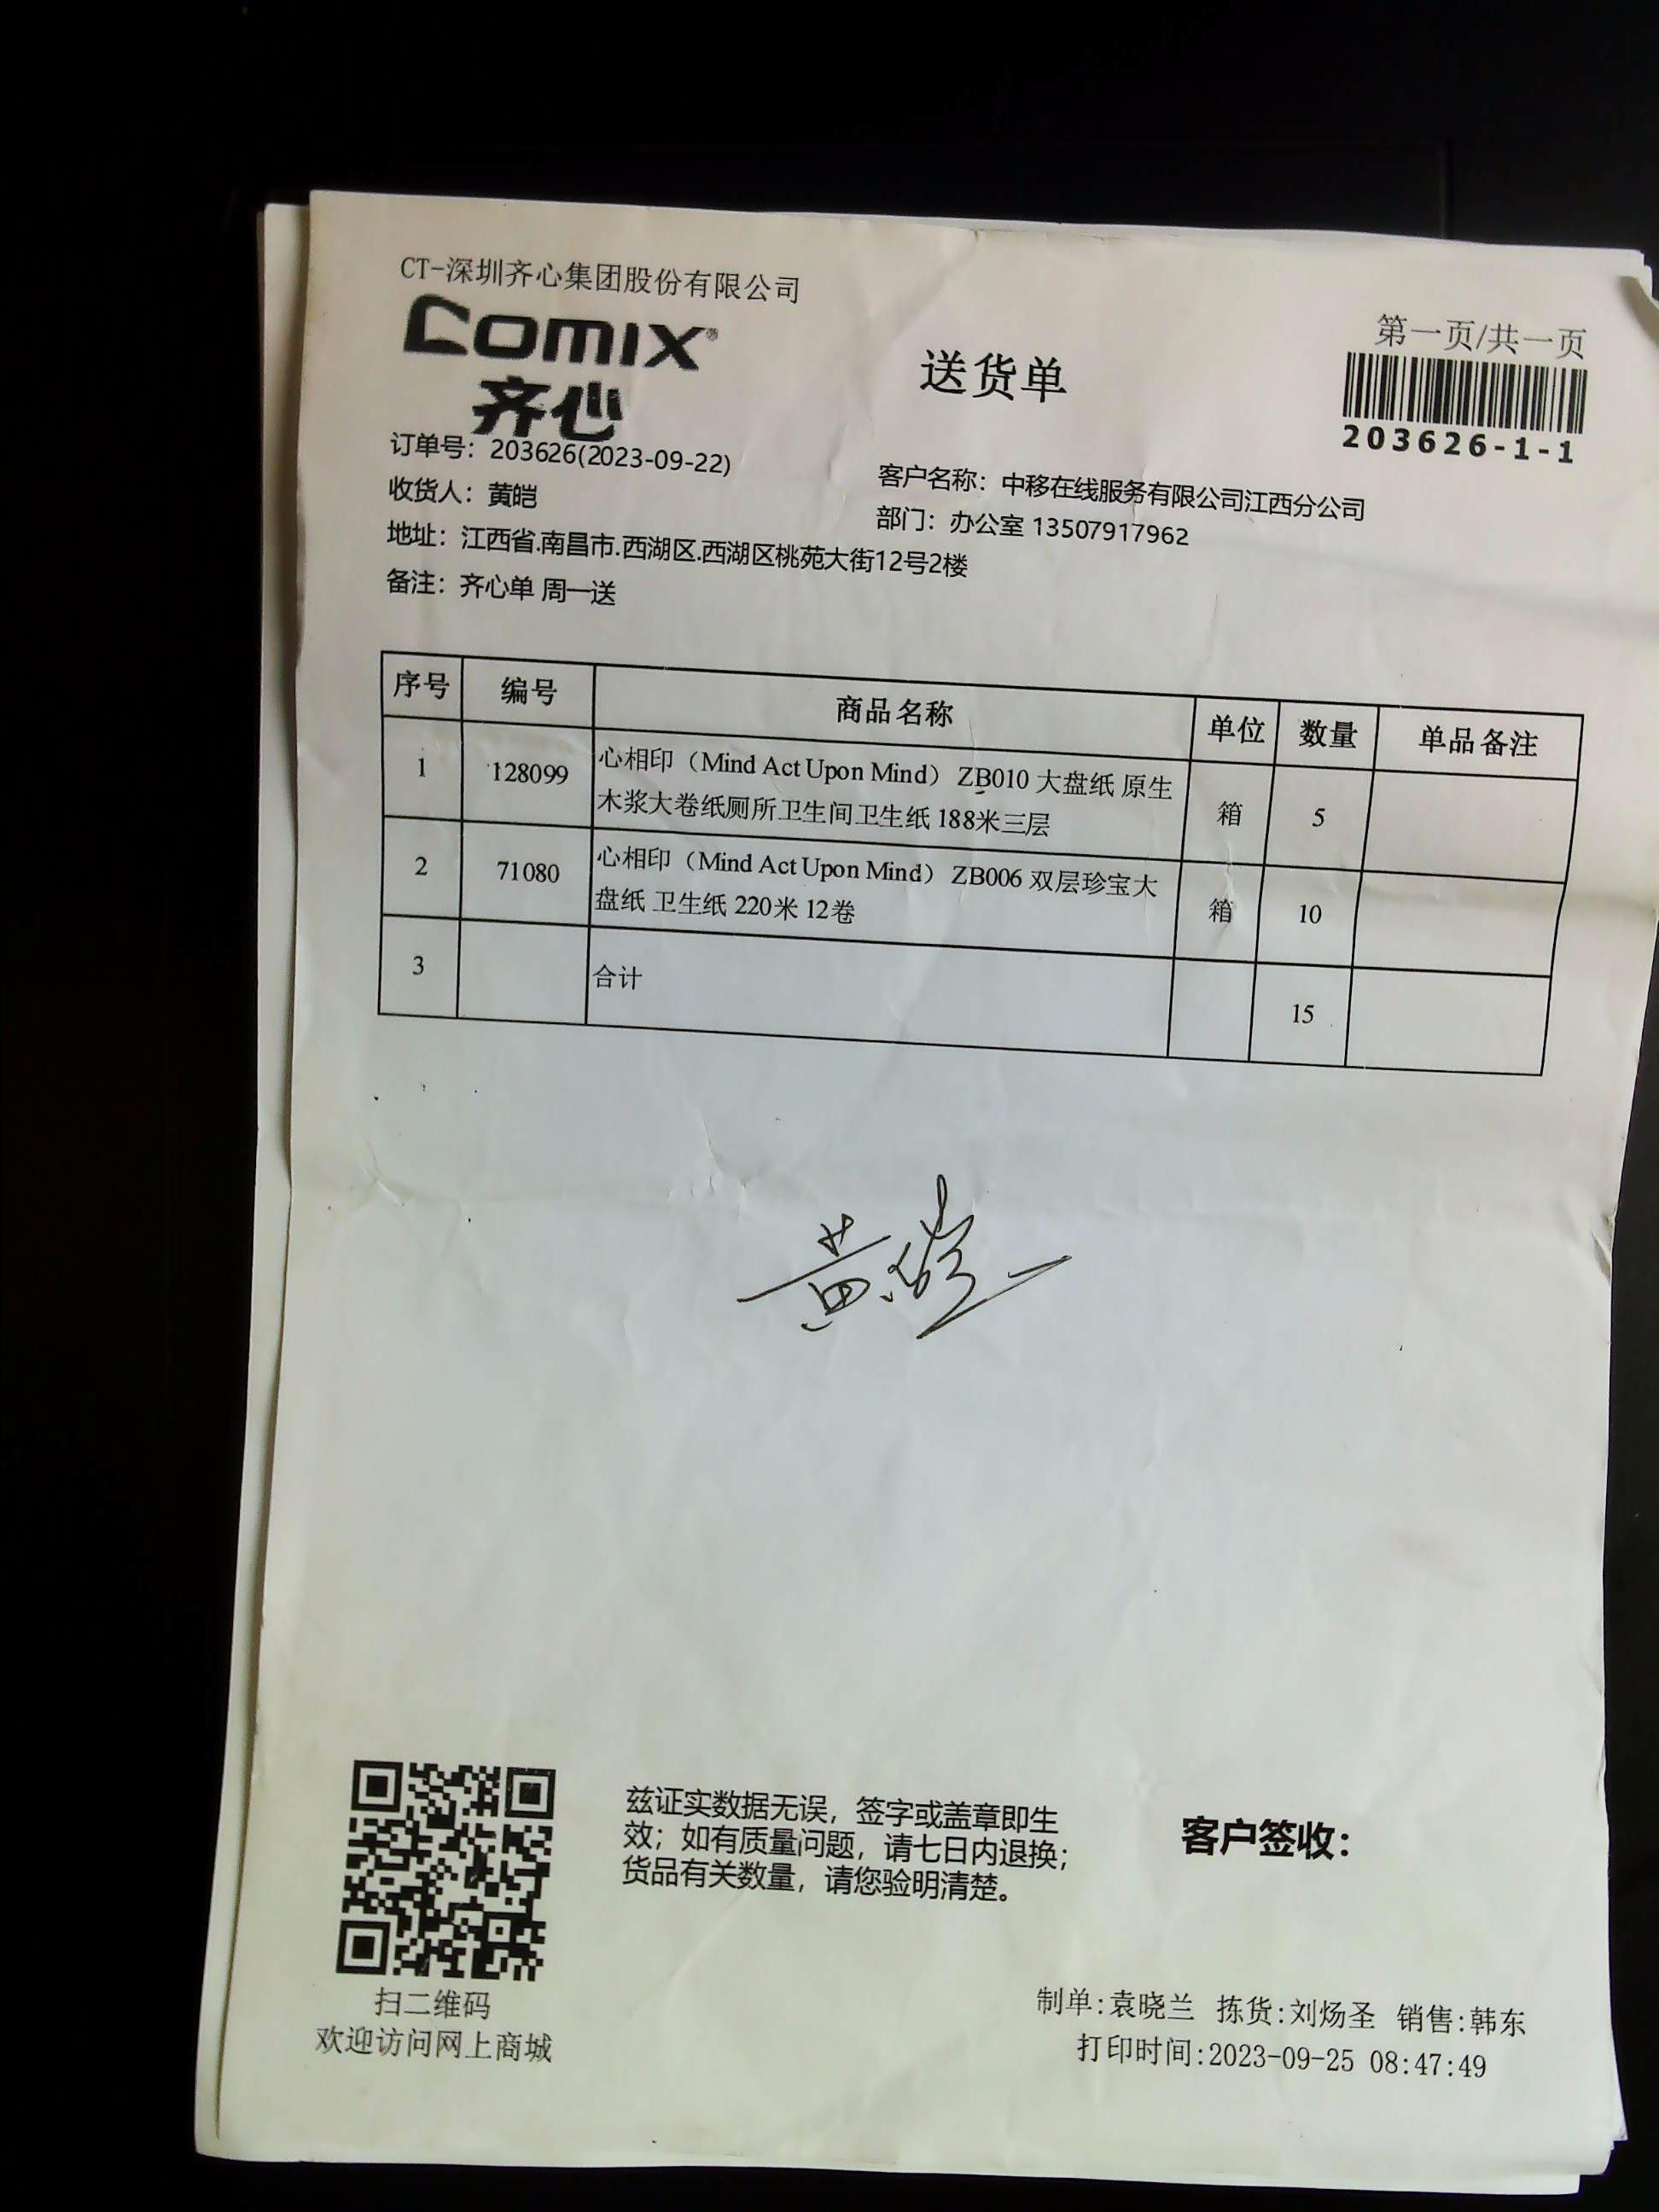 CT-深圳齐心集团股份有限公司
COMIX®
齐心
送货单
第一页/共一页
203626-1-1
订单号：203626(2023-09-22)
客户名称：中移在线服务有限公司江西分公司
收货人：黄皑
部门：办公室 13507917962
地址：江西省.南昌市.西湖区.西湖区桃苑大街12号2楼
备注：齐心单 周一送
序号 编号 商品名称 单位 数量 单品备注
1 128099 心相印（Mind Act Upon Mind） ZB010 大盘纸 原生
木浆大卷纸厕所卫生间卫生纸 188米三层 箱 5
2 71080 心相印（Mind Act Upon Mind） ZB006 双层珍宝大
盘纸 卫生纸 220米 12卷 箱 10
3 合计 15
黄皑
兹证实数据无误，签字或盖章即生
效；如有质量问题，请七日内退换；
货品有关数量，请您验明清楚。
客户签收：
扫二维码
欢迎访问网上商城
制单:袁晓兰 拣货:刘炀圣 销售:韩东
打印时间:2023-09-25 08:47:49